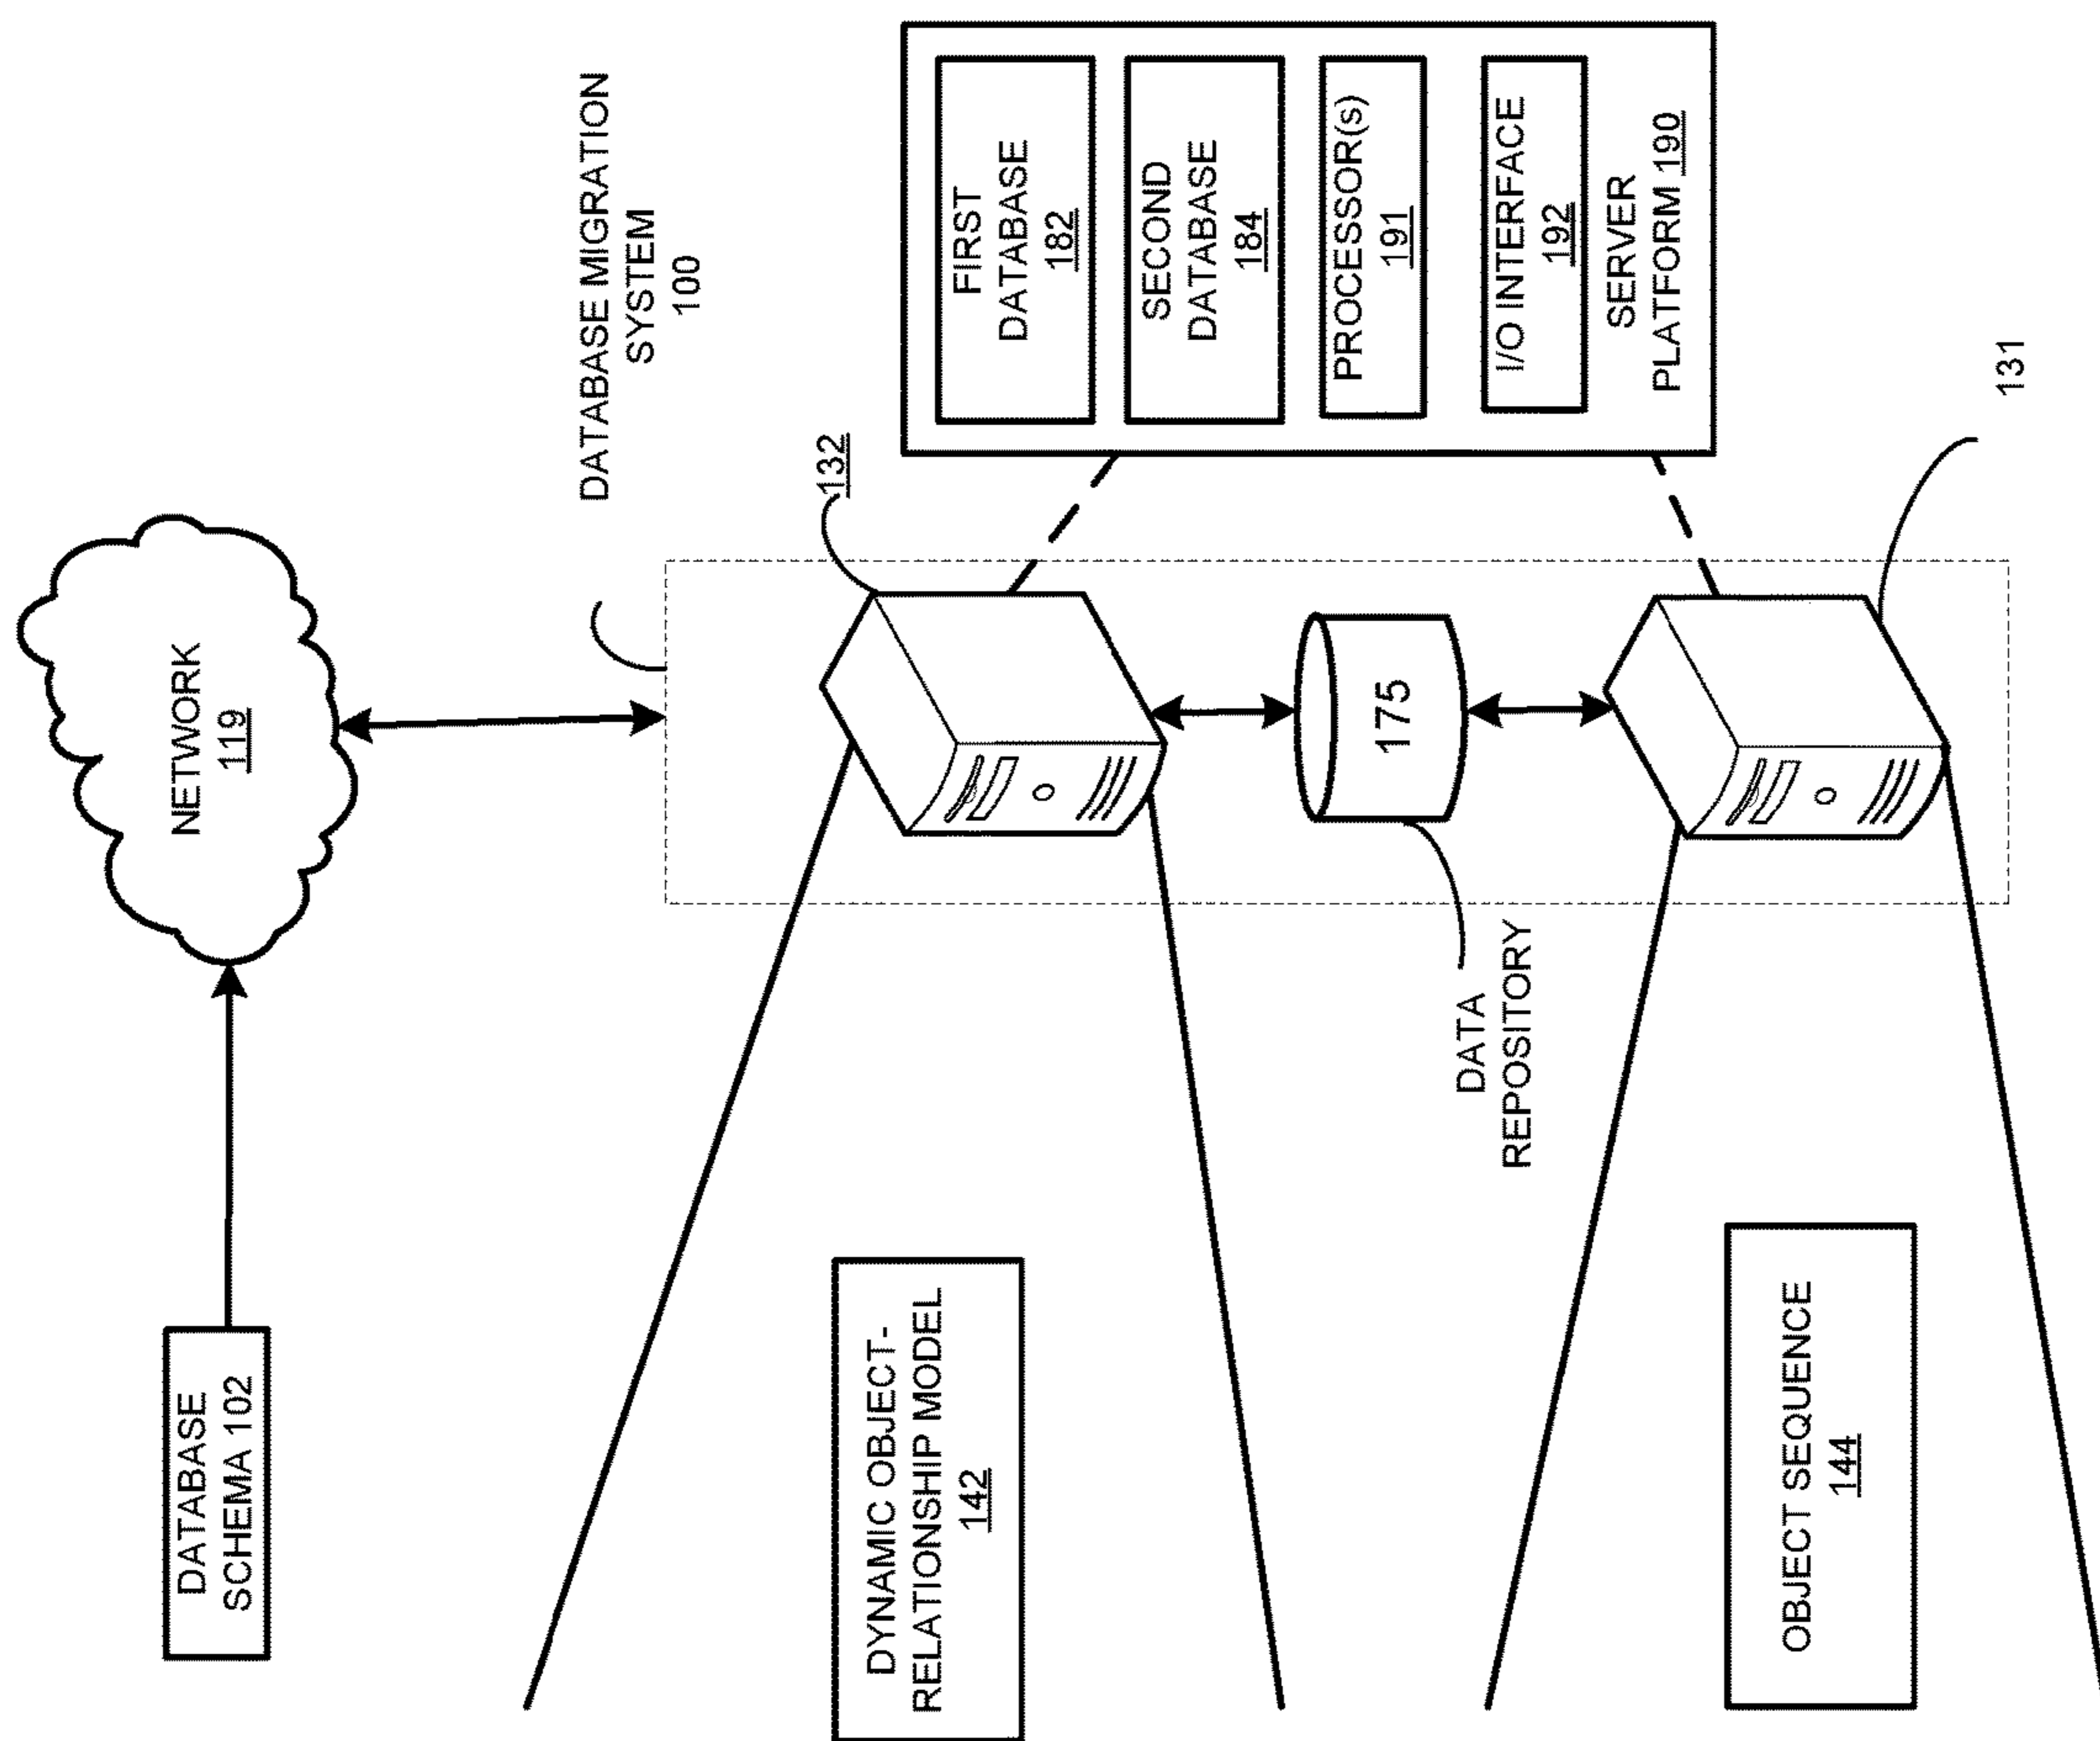 DATABASE
SCHEMA 102
NETWORK
119
DATABASE MIGRATION
SYSTEM
100
132
FIRST
DATABASE
182
SECOND
DATABASE
184
PROCESSOR(s)
191
I/O INTERFACE
192
SERVER
PLATFORM 190
DYNAMIC OBJECT-
RELATIONSHIP MODEL
142
175
DATA
REPOSITORY
OBJECT SEQUENCE
144
131